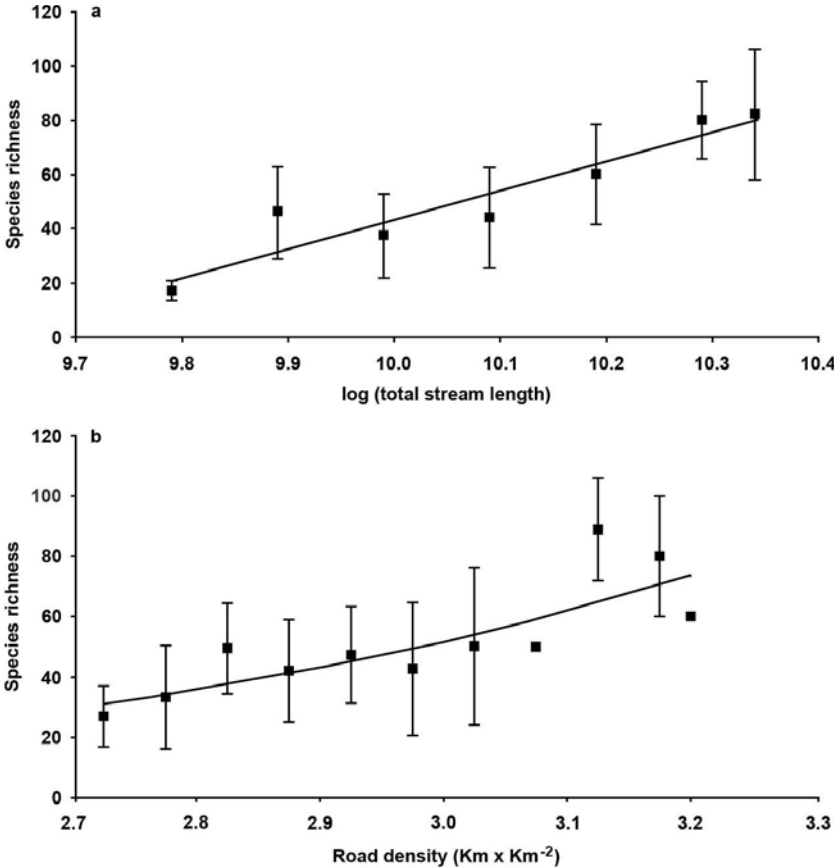 a
120
100
80
60
40
20
0
Species richness
9.7 9.8 9.9 10.0 10.1 10.2 10.3 10.4
log (total stream length)
b
120
100
80
60
40
20
0
Species richness
2.7 2.8 2.9 3.0 3.1 3.2 3.3
Road density (Km x Km⁻²)